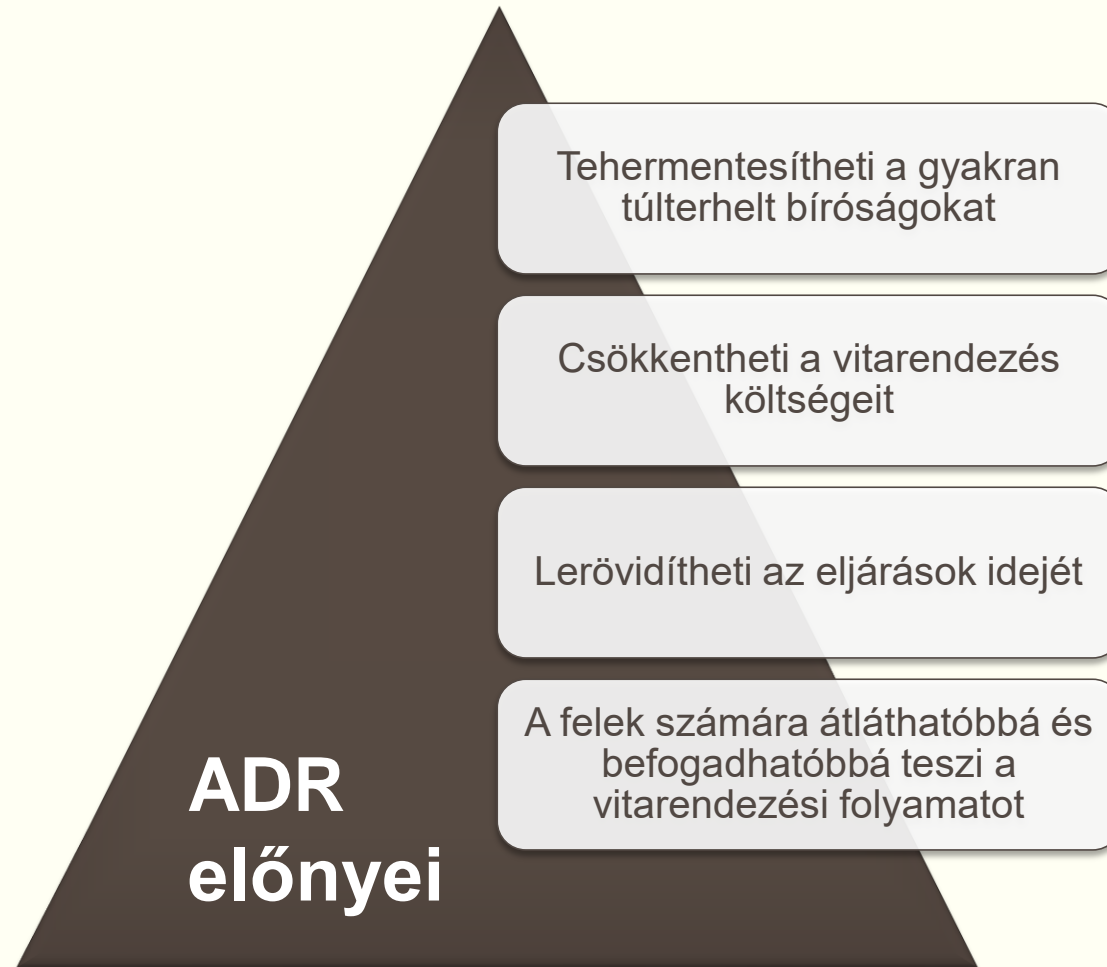 Tehermentesítheti a gyakran
túlterhelt bíróságokat
Csökkentheti a vitarendezés
költségeit
Lerövidítheti az eljárások idejét
A felek számára átláthatóbbá és
befogadhatóbbá teszi a
vitarendezési folyamatot
ADR
előnyei